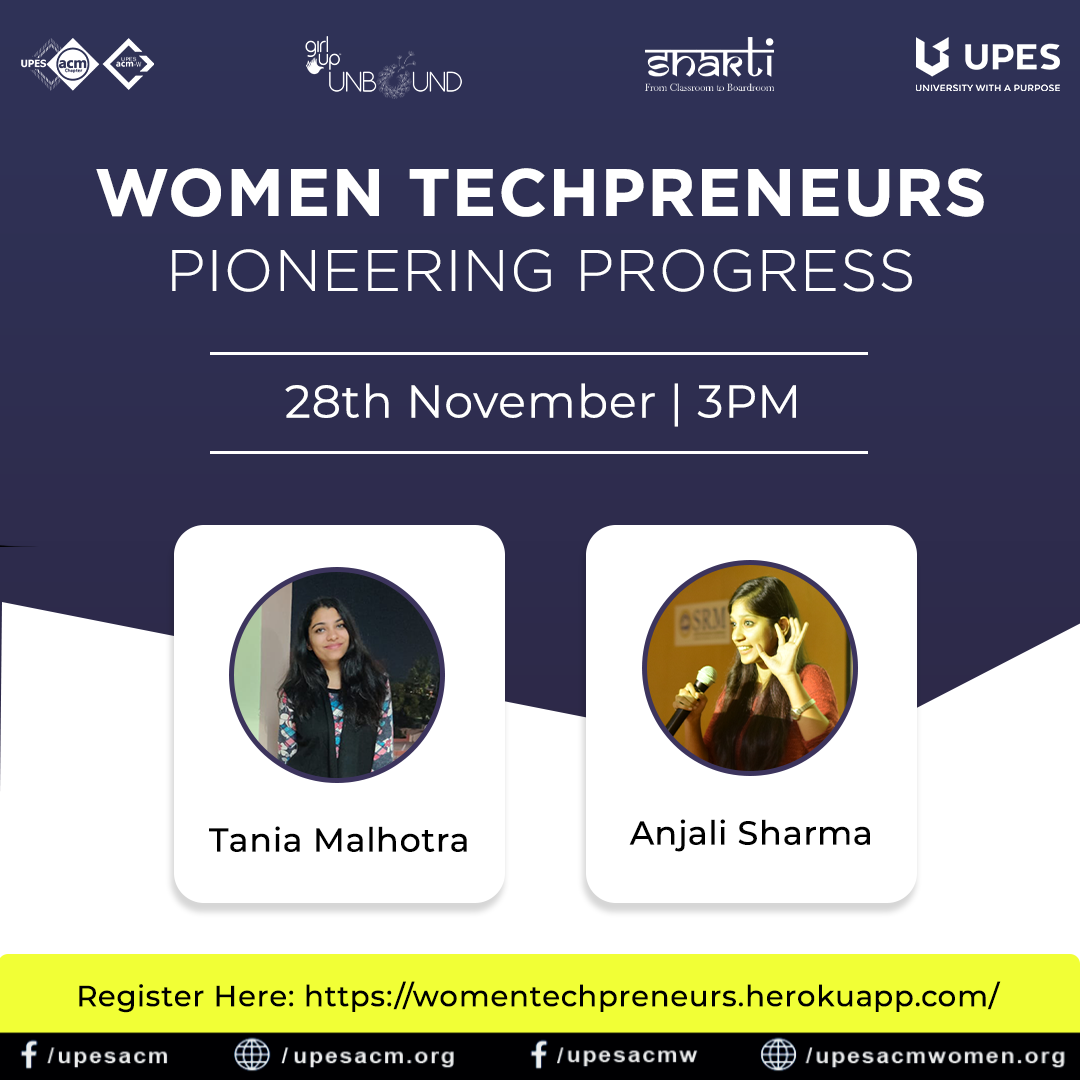 UPES acm Chapter
UPES acm-w
girl up
UNBOUND
Shakti
From Classroom to Boardroom
UPES
UNIVERSITY WITH A PURPOSE
WOMEN TECHPRENEURS
PIONEERING PROGRESS
28th November | 3PM
SRM
Tania Malhotra
Anjali Sharma
Register Here: https://womentechpreneurs.herokuapp.com/
/upesacm
/upesacm.org
/upesacmw
/upesacmwomen.org